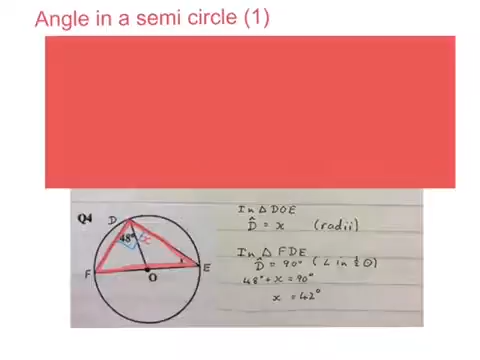 Angle in a semi circle (1)
Q4
D
48°
x
F
O
E
x
In △ DOE
D̂ = x (radii)
In △ FDE
D̂ = 90° (∠ in ½ ⊙)
48° + x = 90°
x = 42°